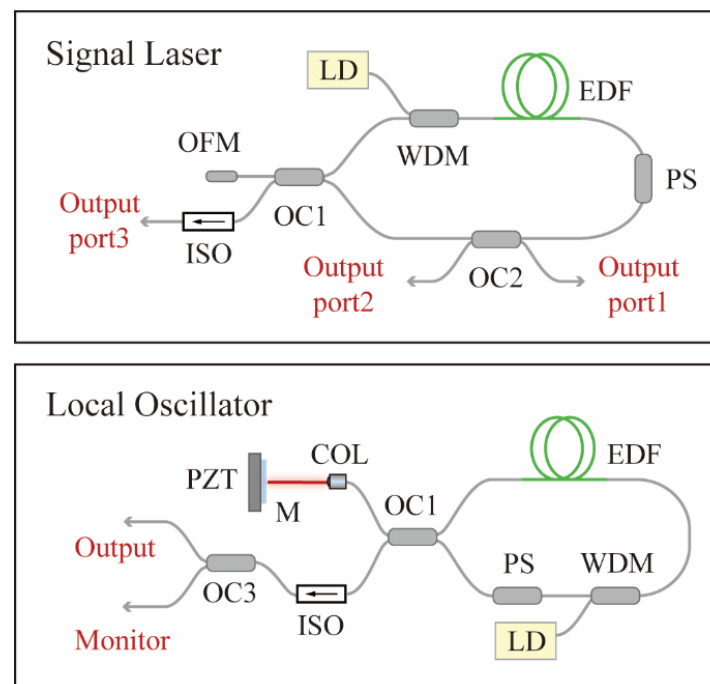 Signal Laser
LD
EDF
WDM
OFM
PS
OC1
Output
port3
ISO
Output
port2
OC2
Output
port1
Local Oscillator
EDF
COL
PZT
M
OC1
Output
PS
WDM
OC3
ISO
LD
Monitor